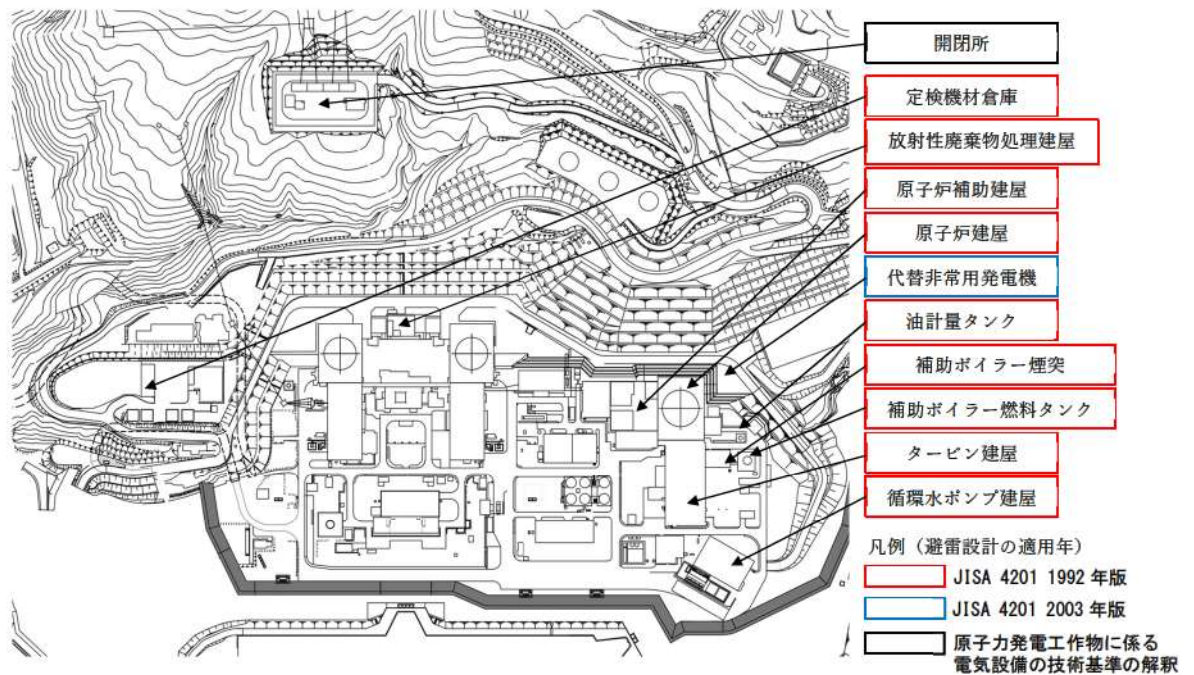 開閉所
定検機材倉庫
放射性廃棄物処理建屋
原子炉補助建屋
原子炉建屋
代替非常用発電機
油計量タンク
補助ボイラー煙突
補助ボイラー燃料タンク
タービン建屋
循環水ポンプ建屋
凡例（避雷設計の適用年）
JISA 4201 1992 年版
JISA 4201 2003 年版
原子力発電工作物に係る
電気設備の技術基準の解釈